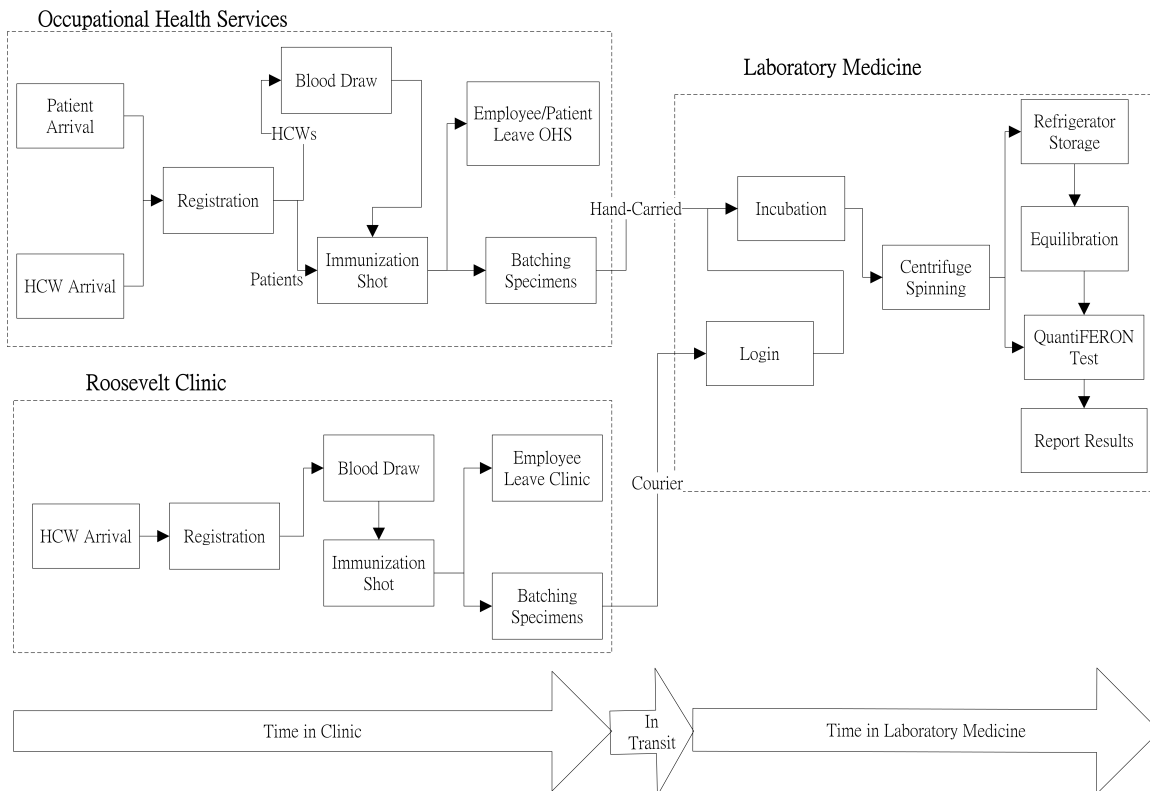 Occupational Health Services
Patient
Arrival
HCW Arrival
Registration
HCWs
Patients
Blood Draw
Immunization
Shot
Employee/Patient
Leave OHS
Batching
Specimens
Hand-Carried
Roosevelt Clinic
HCW Arrival
Registration
Blood Draw
Immunization
Shot
Employee
Leave Clinic
Batching
Specimens
Courier
Laboratory Medicine
Incubation
Login
Centrifuge
Spinning
Refrigerator
Storage
Equilibration
QuantiFERON
Test
Report Results
Time in Clinic
In
Transit
Time in Laboratory Medicine